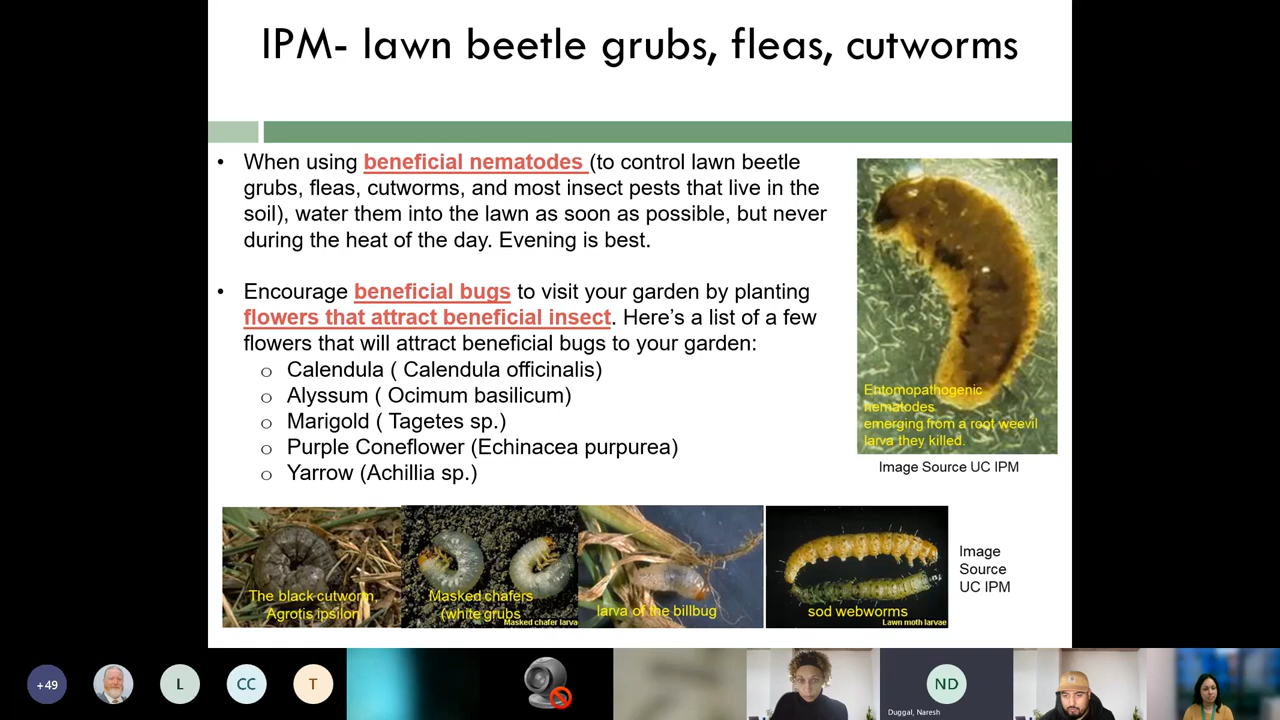 IPM- lawn beetle grubs, fleas, cutworms
• When using beneficial nematodes (to control lawn beetle
grubs, fleas, cutworms, and most insect pests that live in the
soil), water them into the lawn as soon as possible, but never
during the heat of the day. Evening is best.
• Encourage beneficial bugs to visit your garden by planting
flowers that attract beneficial insect. Here's a list of a few
flowers that will attract beneficial bugs to your garden:
o Calendula ( Calendula officinalis)
o Alyssum ( Ocimum basilicum)
o Marigold ( Tagetes sp.)
o Purple Coneflower (Echinacea purpurea)
o Yarrow (Achillia sp.)
Entomopathogenic
nematodes
emerging from a root weevil
larva they killed.
Image Source UC IPM
The black cutworm,
Agrotis ipsilon
Masked chafers
(white grubs
Masked chafer larva
larva of the billbug
sod webworms
Lawn moth larvae
Image
Source
UC IPM
+49
L
CC
T
ND
Duggal, Naresh